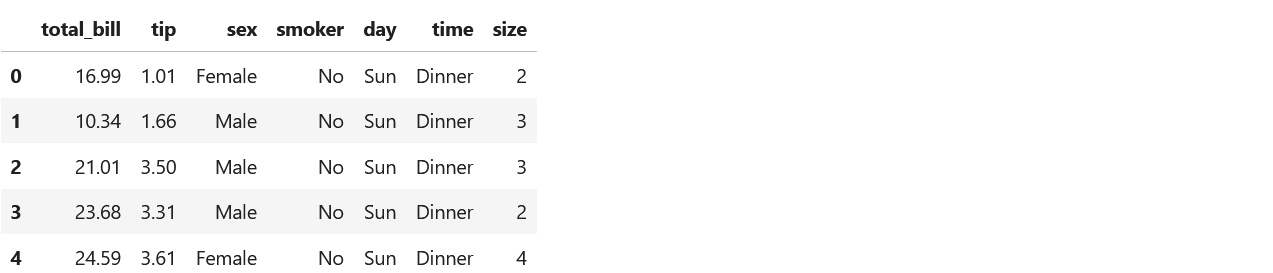 total_bill tip sex smoker day time size
0 16.99 1.01 Female No Sun Dinner 2
1 10.34 1.66 Male No Sun Dinner 3
2 21.01 3.50 Male No Sun Dinner 3
3 23.68 3.31 Male No Sun Dinner 2
4 24.59 3.61 Female No Sun Dinner 4